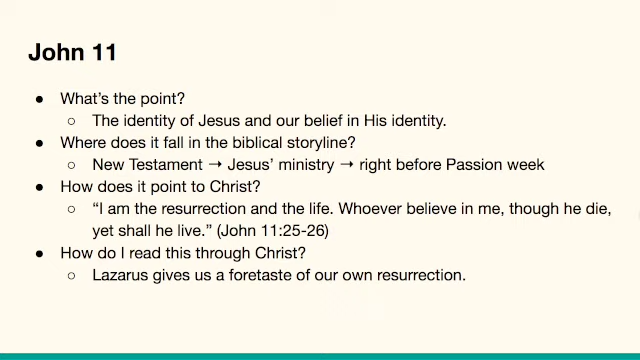 John 11
● What's the point?
○ The identity of Jesus and our belief in His identity.
● Where does it fall in the biblical storyline?
○ New Testament → Jesus' ministry → right before Passion week
● How does it point to Christ?
○ “I am the resurrection and the life. Whoever believe in me, though he die,
yet shall he live.” (John 11:25-26)
● How do I read this through Christ?
○ Lazarus gives us a foretaste of our own resurrection.